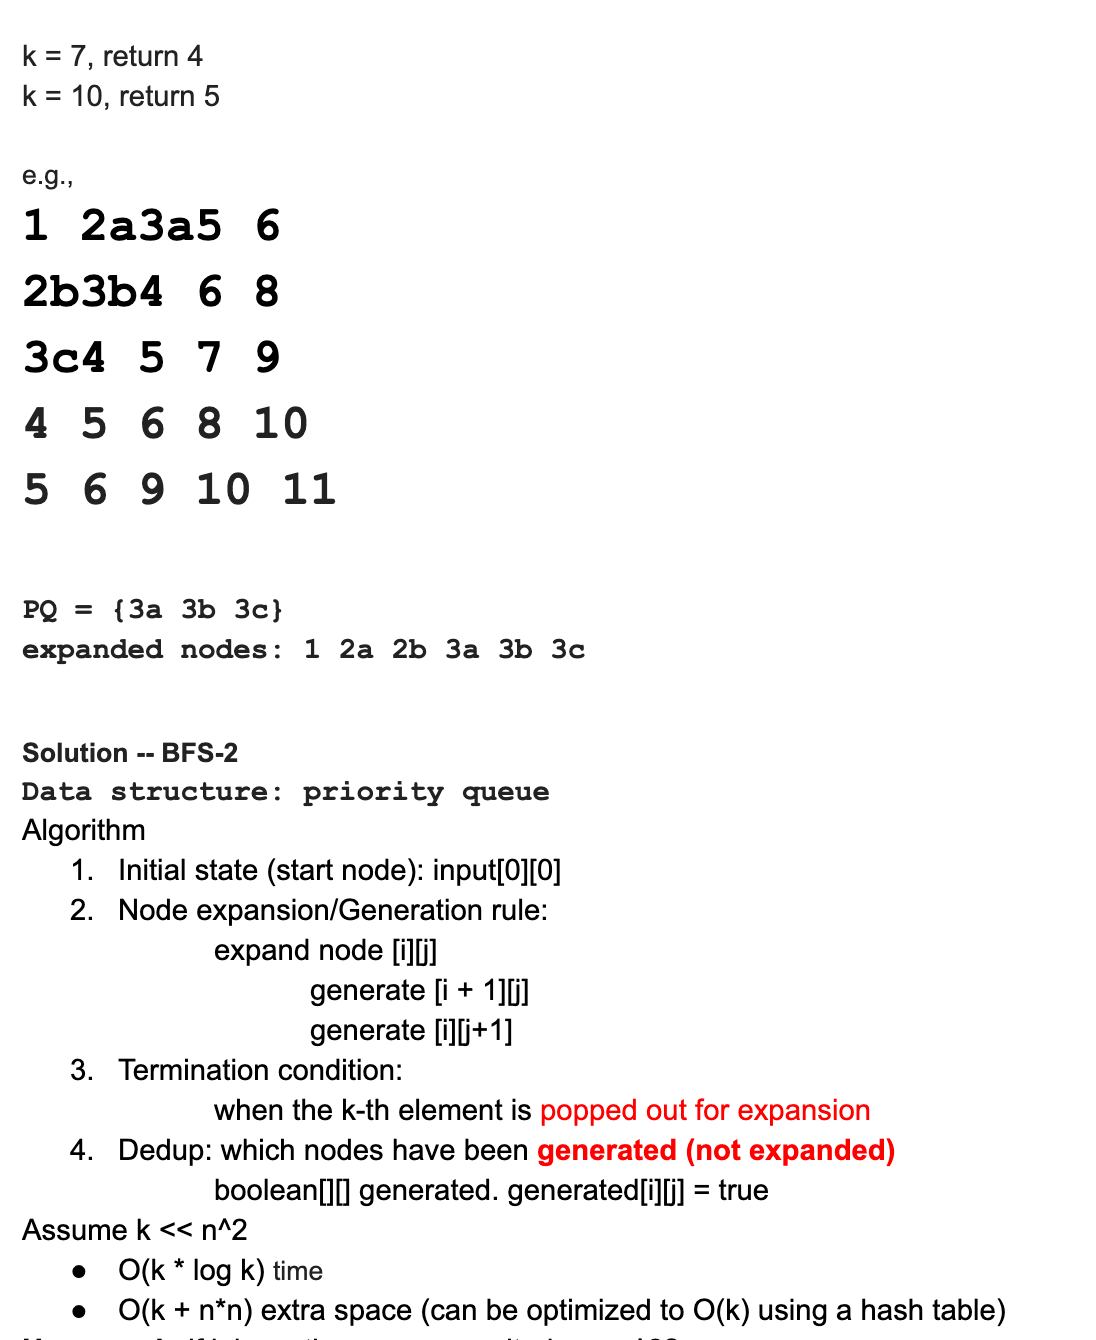 k = 7, return 4
k = 10, return 5
e.g.,
1 2a3a5 6
2b3b4 6 8
3c4 5 7 9
4 5 6 8 10
5 6 9 10 11
PQ = {3a 3b 3c}
expanded nodes: 1 2a 2b 3a 3b 3c
Solution -- BFS-2
Data structure: priority queue
Algorithm
1. Initial state (start node): input[0][0]
2. Node expansion/Generation rule:
expand node [i][j]
generate [i + 1][j]
generate [i][j+1]
3. Termination condition:
when the k-th element is popped out for expansion
4. Dedup: which nodes have been generated (not expanded)
boolean[][] generated. generated[i][j] = true
Assume k << n^2
● O(k * log k) time
● O(k + n*n) extra space (can be optimized to O(k) using a hash table)